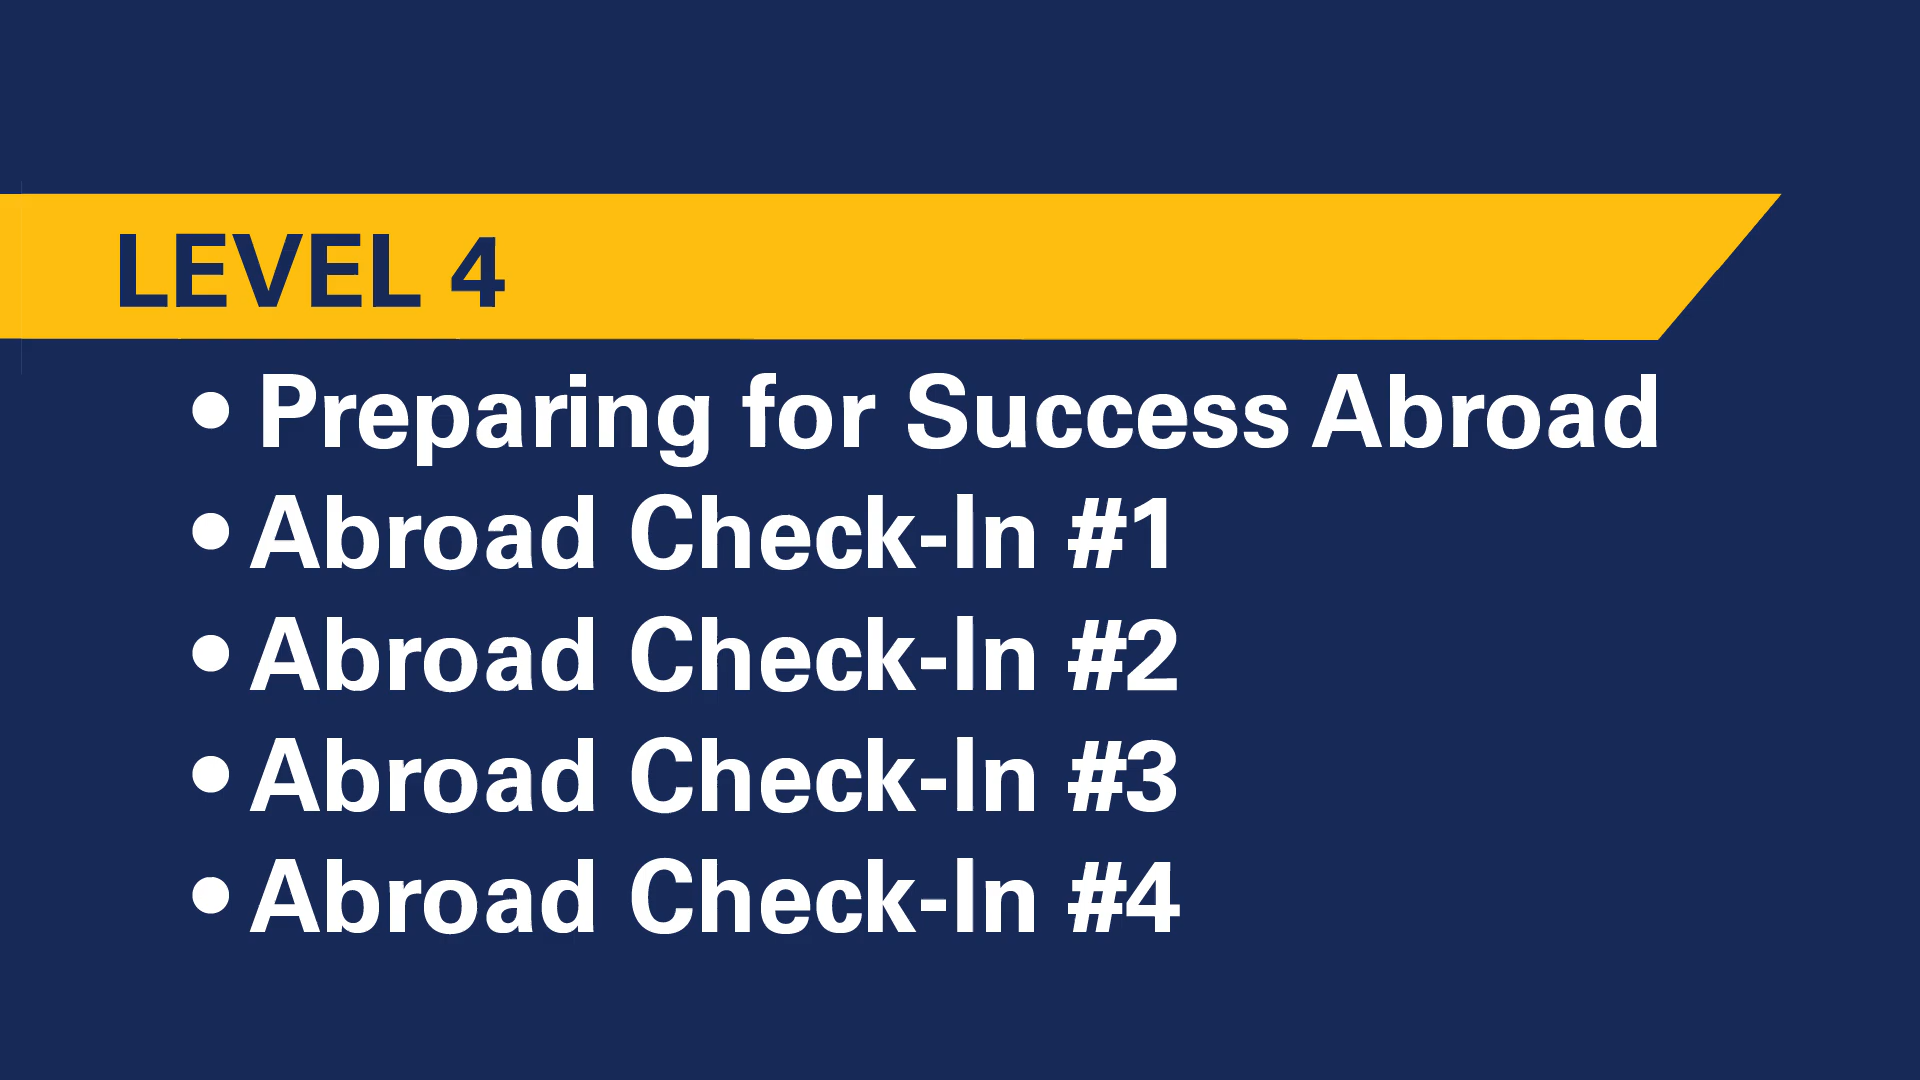 LEVEL 4
• Preparing for Success Abroad
• Abroad Check-In #1
• Abroad Check-In #2
• Abroad Check-In #3
• Abroad Check-In #4